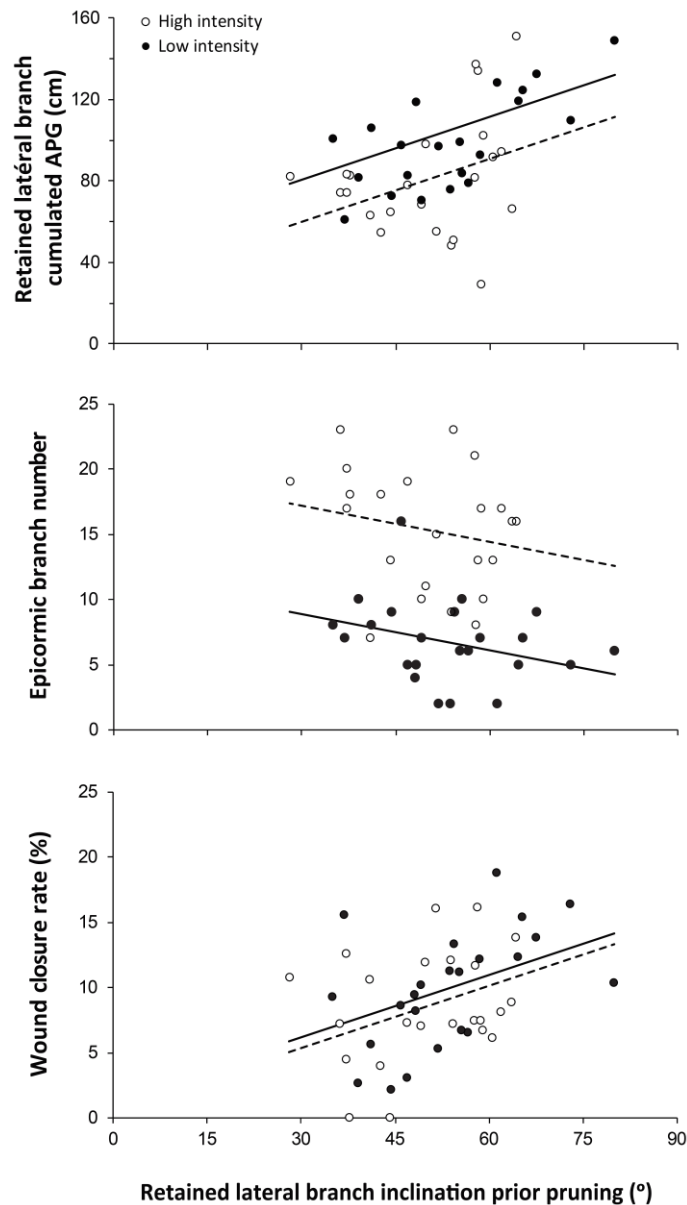 High intensity
Low intensity
Retained latéral branch
cumulated APG (cm)
160
120
80
40
0
Epicormic branch number
25
20
15
10
5
0
Wound closure rate (%)
25
20
15
10
5
0
0 15 30 45 60 75 90
Retained lateral branch inclination prior pruning (º)